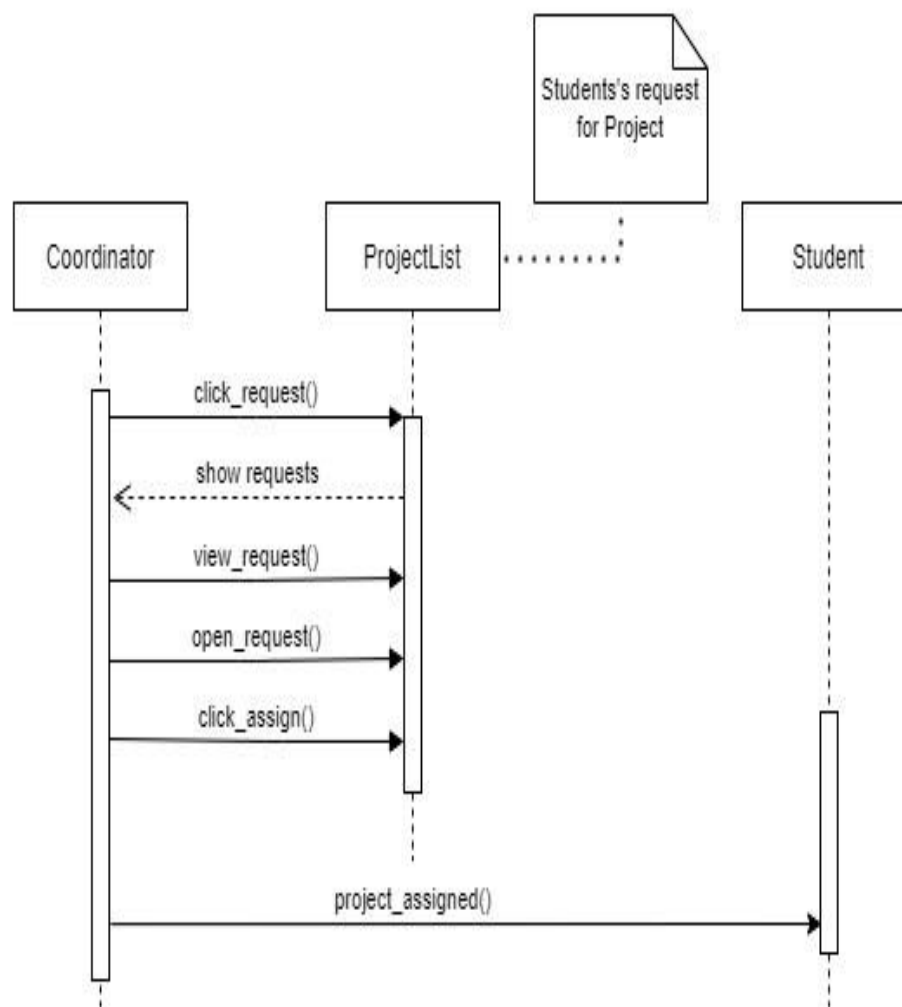 Students's request
for Project
Coordinator
ProjectList
Student
click_request()
show requests
view_request()
open_request()
click_assign()
project_assigned()